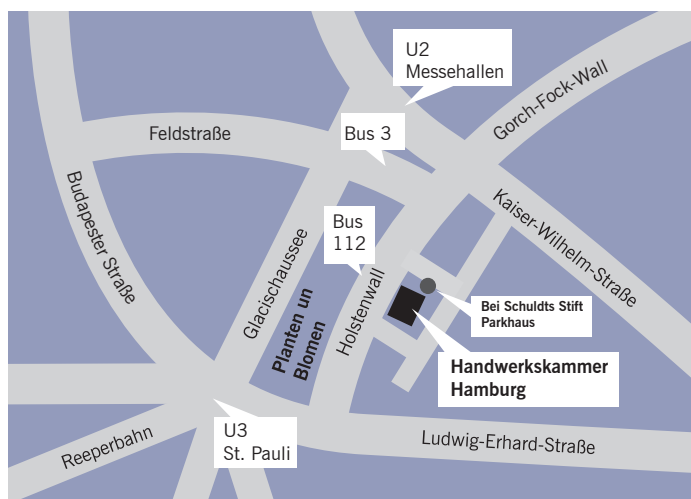 U2
Messehallen
Gorch-Fock-Wall
Feldstraße
Bus 3
Budapester Straße
Kaiser-Wilhelm-Straße
Bus
112
Glacischaussee
Planten un
Blomen
Holstenwall
Bei Schuldts Stift
Parkhaus
Handwerkskammer
Hamburg
U3
St. Pauli
Reeperbahn
Ludwig-Erhard-Straße